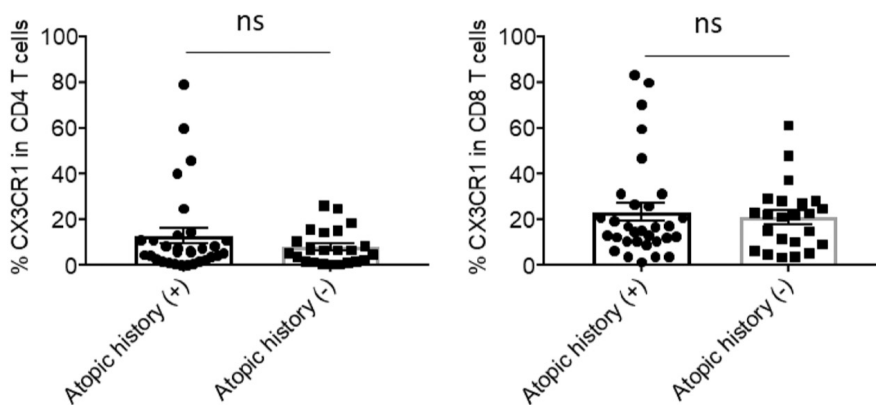 ns
% CX3CR1 in CD4 T cells
100
80
60
40
20
0
Atopic history (+)
Atopic history (-)
ns
% CX3CR1 in CD8 T cells
100
80
60
40
20
0
Atopic history (+)
Atopic history (-)